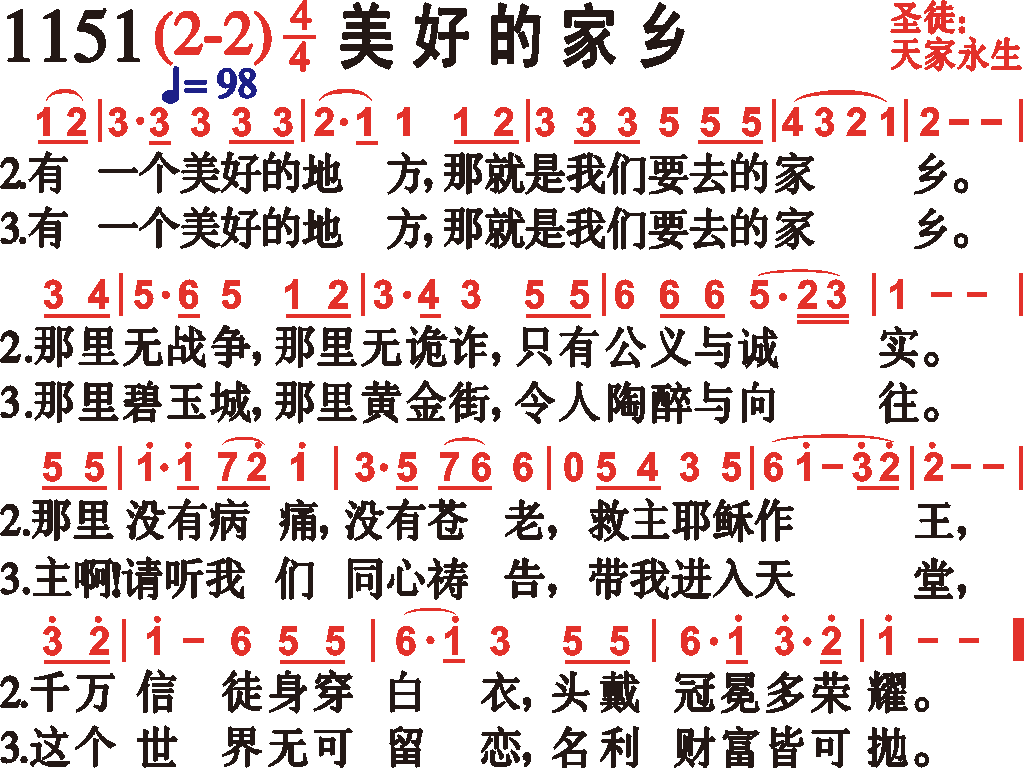 1151 (2-2) 4/4 美好的家乡 圣徒:
天家永生
♩= 98
1 2 | 3·3 3 3 3 | 2·1 1 1 2 | 3 3 3 5 5 5 | 4 3 2 1 | 2 - - |
2.有 一个美好的地 方,那就是我们要去的家 乡。
3.有 一个美好的地 方,那就是我们要去的家 乡。
3 4 | 5·6 5 1 2 | 3·4 3 5 5 | 6 6 6 5·2 3 | 1 - - |
2.那里无战争,那里无诡诈,只有公义与诚 实。
3.那里碧玉城,那里黄金街,令人陶醉与向 往。
5 5 | i·i 7 2̇ i | 3·5 7 6 6 | 0 5 4 3 5 | 6 i - 3̇ 2̇ | 2̇ - - |
2.那里 没有病 痛,没有苍 老,救主耶稣作 王,
3.主啊!请听我 们 同心祷 告,带我进入天 堂,
3̇ 2̇ | i - 6 5 5 | 6·i 3 5 5 | 6·i 3̇·2̇ | i - -
2.千万 信 徒身穿 白 衣,头戴 冠冕多荣 耀。
3.这个 世 界无可 留 恋,名利 财富皆可 抛。